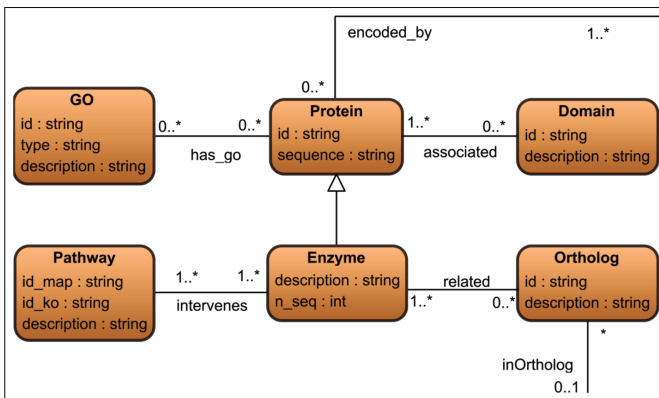 encoded_by
1..*
0..*
GO
id : string
type : string
description : string
0..*
0..*
has_go
Protein
id : string
sequence : string
1..*
0..*
associated
Domain
id : string
description : string
Pathway
id_map : string
id_ko : string
description : string
1..*
1..*
intervenes
Enzyme
description : string
n_seq : int
related
1..*
0..*
Ortholog
id : string
description : string
*
inOrtholog
0..1